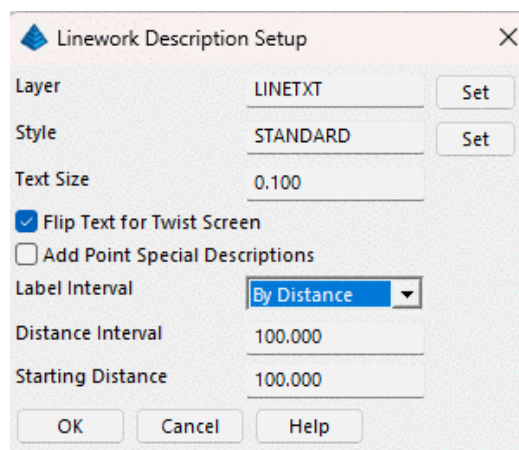 Linework Description Setup
Layer LINETXT Set
Style STANDARD Set
Text Size 0.100
Flip Text for Twist Screen
Add Point Special Descriptions
Label Interval By Distance
Distance Interval 100.000
Starting Distance 100.000
OK Cancel Help